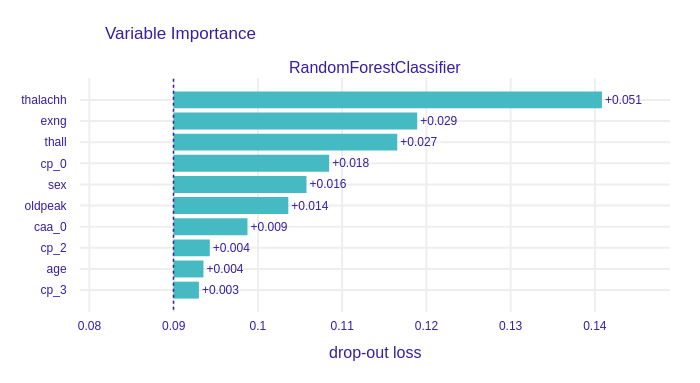 Variable Importance
RandomForestClassifier
thalachh +0.051
exng +0.029
thall +0.027
cp_0 +0.018
sex +0.016
oldpeak +0.014
caa_0 +0.009
cp_2 +0.004
age +0.004
cp_3 +0.003
0.08 0.09 0.1 0.11 0.12 0.13 0.14
drop-out loss